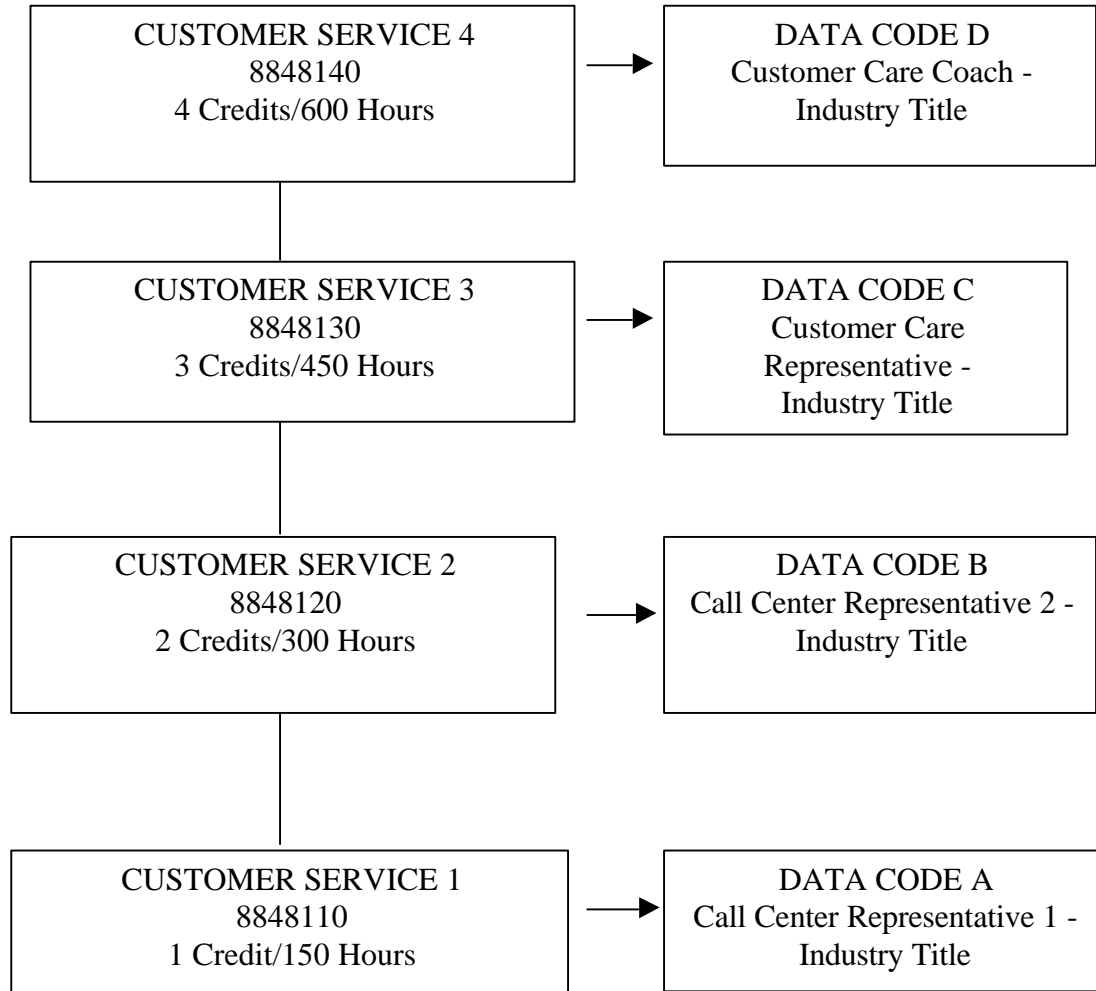 CUSTOMER SERVICE 4
8848140
4 Credits/600 Hours
DATA CODE D
Customer Care Coach -
Industry Title
CUSTOMER SERVICE 3
8848130
3 Credits/450 Hours
DATA CODE C
Customer Care
Representative -
Industry Title
CUSTOMER SERVICE 2
8848120
2 Credits/300 Hours
DATA CODE B
Call Center Representative 2 -
Industry Title
CUSTOMER SERVICE 1
8848110
1 Credit/150 Hours
DATA CODE A
Call Center Representative 1 -
Industry Title